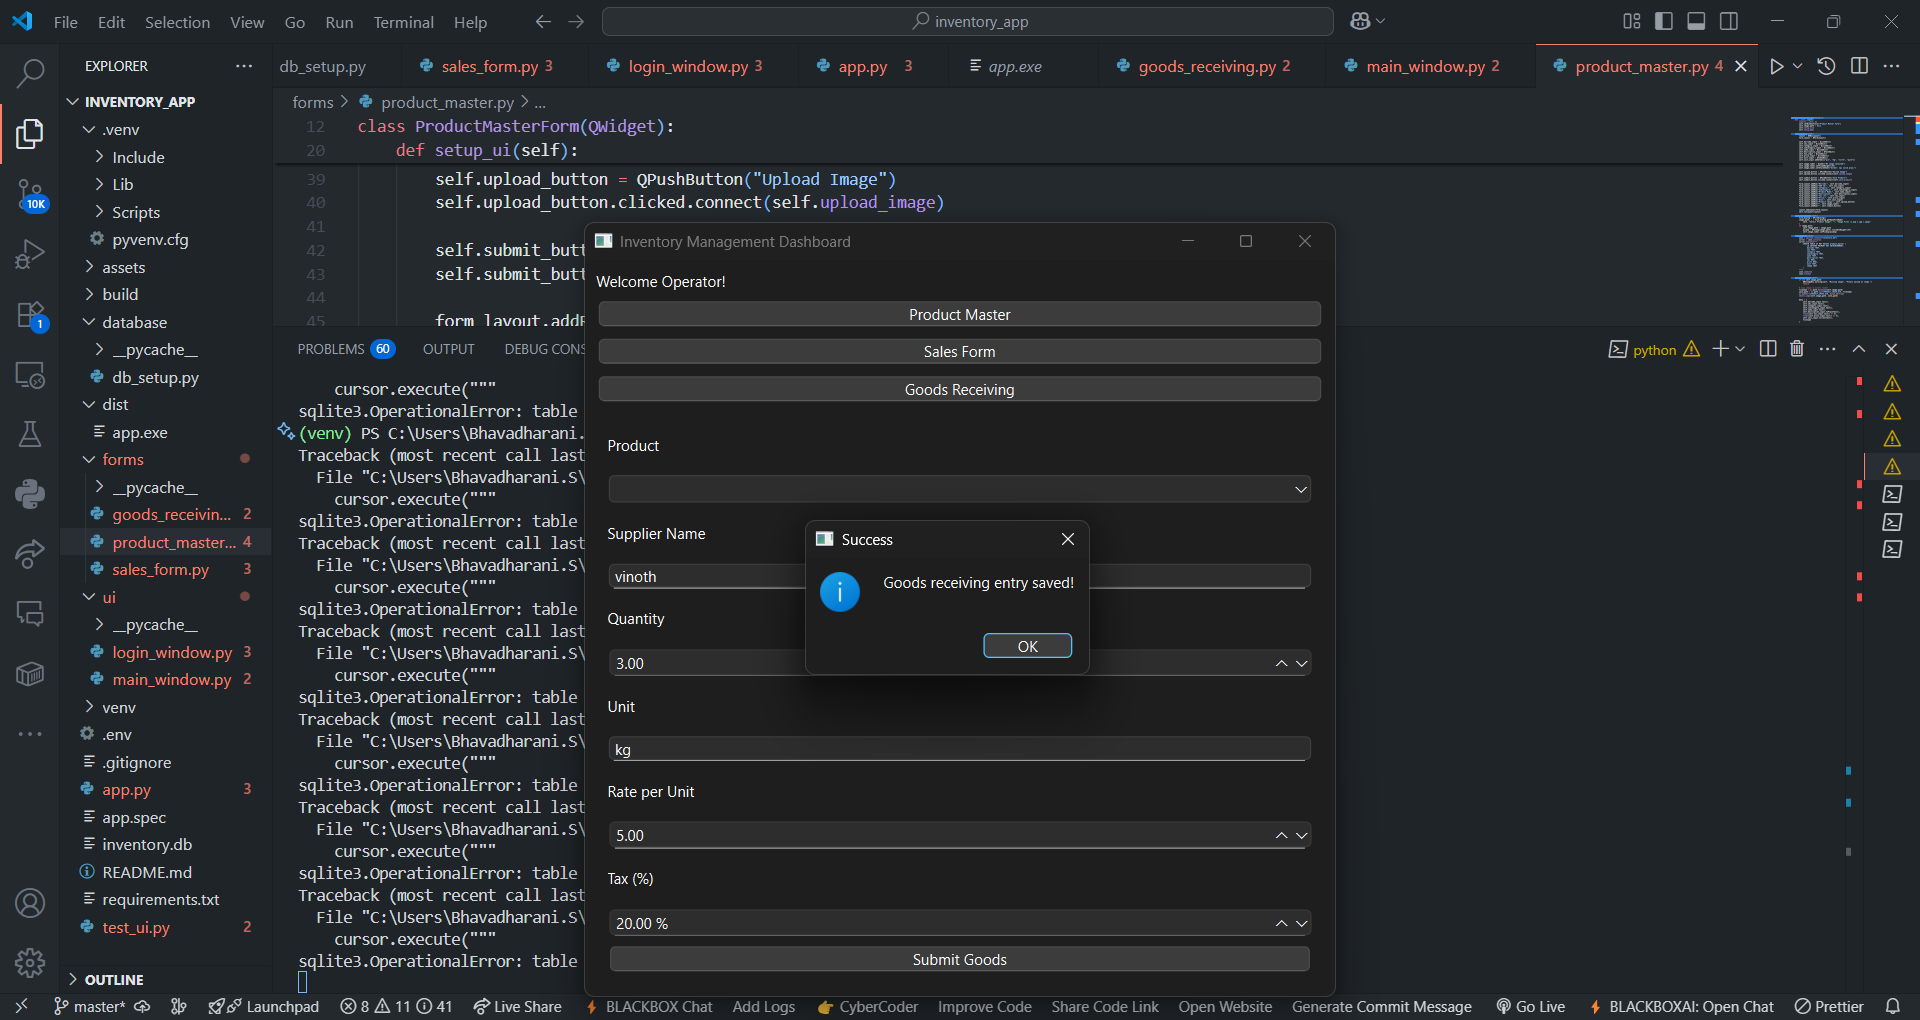 File Edit Selection View Go Run Terminal Help
inventory_app
EXPLORER
db_setup.py
sales_form.py 3
login_window.py 3
app.py 3
app.exe
goods_receiving.py 2
main_window.py 2
product_master.py 4
INVENTORY_APP
.venv
Include
Lib
Scripts
pyvenv.cfg
assets
build
database
__pycache__
db_setup.py
dist
app.exe
forms
__pycache__
goods_receivin... 2
product_master... 4
sales_form.py 3
ui
__pycache__
login_window.py 3
main_window.py 2
venv
.env
.gitignore
app.py 3
app.spec
inventory.db
README.md
requirements.txt
test_ui.py 2
OUTLINE
10K
1
forms > product_master.py > ...
12 class ProductMasterForm(QWidget):
20 def setup_ui(self):
39 self.upload_button = QPushButton("Upload Image")
40 self.upload_button.clicked.connect(self.upload_image)
41
42 self.submit_but
43 self.submit_but
44
45 form_layout.add
PROBLEMS 60 OUTPUT DEBUG CONS
python
cursor.execute("""
sqlite3.OperationalError: table
(venv) PS C:\Users\Bhavadharani.
Traceback (most recent call last
File "C:\Users\Bhavadharani.S\
cursor.execute("""
sqlite3.OperationalError: table
Traceback (most recent call last
File "C:\Users\Bhavadharani.S\
cursor.execute("""
sqlite3.OperationalError: table
Traceback (most recent call last
File "C:\Users\Bhavadharani.S\
cursor.execute("""
sqlite3.OperationalError: table
Traceback (most recent call last
File "C:\Users\Bhavadharani.S\
cursor.execute("""
sqlite3.OperationalError: table
Traceback (most recent call last
File "C:\Users\Bhavadharani.S\
cursor.execute("""
sqlite3.OperationalError: table
Traceback (most recent call last
File "C:\Users\Bhavadharani.S\
cursor.execute("""
sqlite3.OperationalError: table
Inventory Management Dashboard
Welcome Operator!
Product Master
Sales Form
Goods Receiving
Product
Supplier Name
vinoth
Quantity
3.00
Unit
kg
Rate per Unit
5.00
Tax (%)
20.00 %
Submit Goods
Success
Goods receiving entry saved!
OK
master* Launchpad 8 11 41 Live Share BLACKBOX Chat Add Logs CyberCoder Improve Code Share Code Link Open Website Generate Commit Message Go Live BLACKBOXAI: Open Chat Prettier